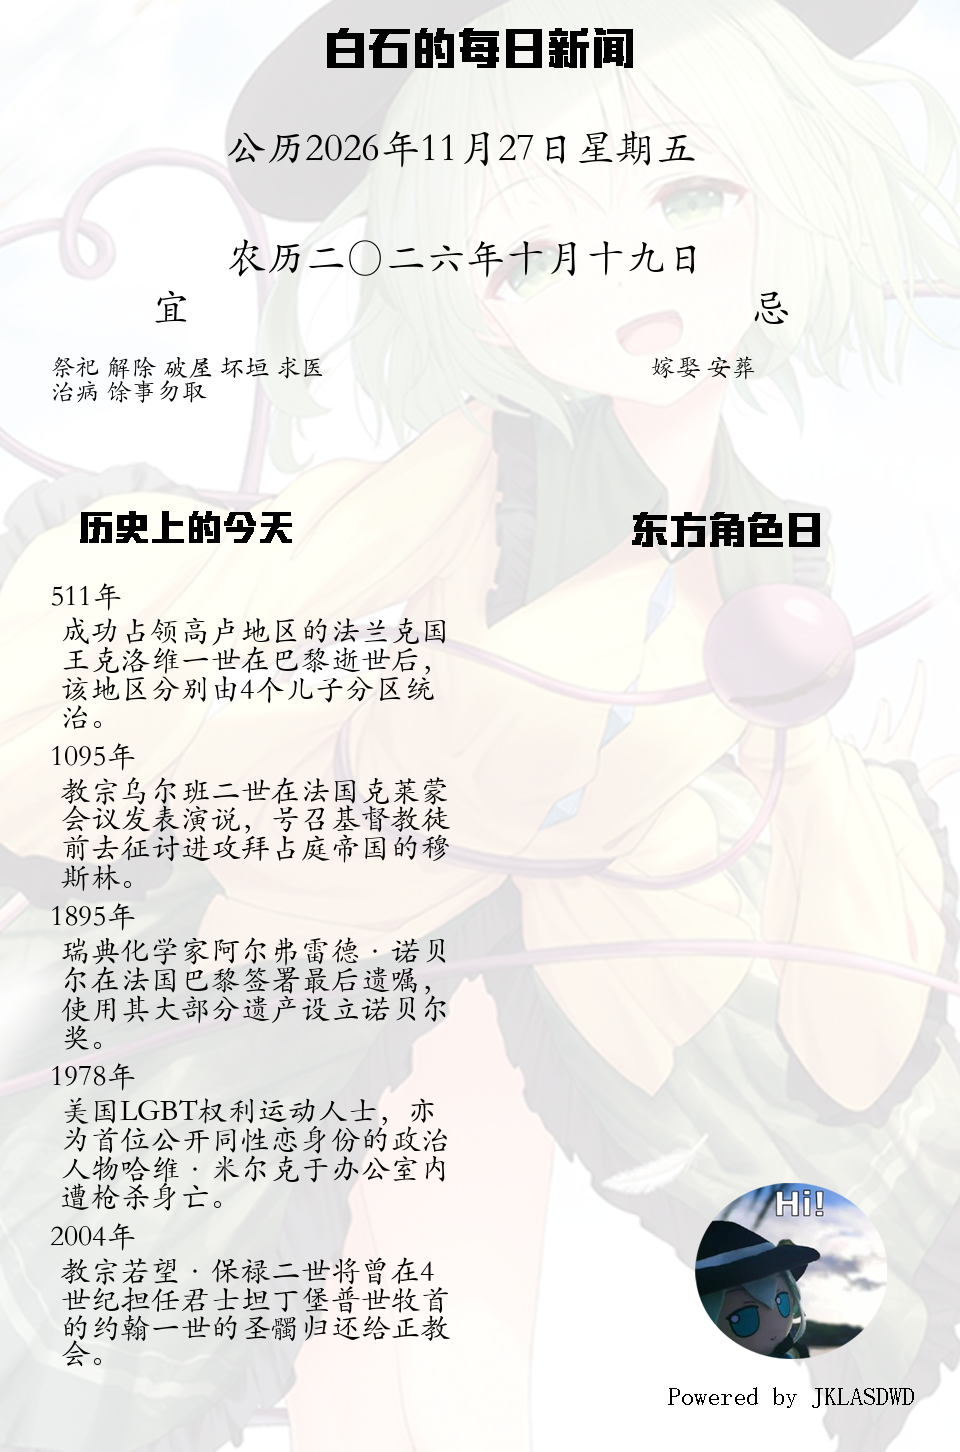 白石的每日新闻
公历2026年11月27日星期五
农历二〇二六年十月十九日
宜
忌
祭祀 解除 破屋 坏垣 求医
治病 馀事勿取
嫁娶 安葬
历史上的今天
东方角色日
511年
成功占领高卢地区的法兰克国
王克洛维一世在巴黎逝世后，
该地区分别由4个儿子分区统
治。
1095年
教宗乌尔班二世在法国克莱蒙
会议发表演说，号召基督教徒
前去征讨进攻拜占庭帝国的穆
斯林。
1895年
瑞典化学家阿尔弗雷德·诺贝
尔在法国巴黎签署最后遗嘱，
使用其大部分遗产设立诺贝尔
奖。
1978年
美国LGBT权利运动人士，亦
为首位公开同性恋身份的政治
人物哈维·米尔克于办公室内
遭枪杀身亡。
2004年
教宗若望·保禄二世将曾在4
世纪担任君士坦丁堡普世牧首
的约翰一世的圣髑归还给正教
会。
Hi!
Powered by JKLASDWD